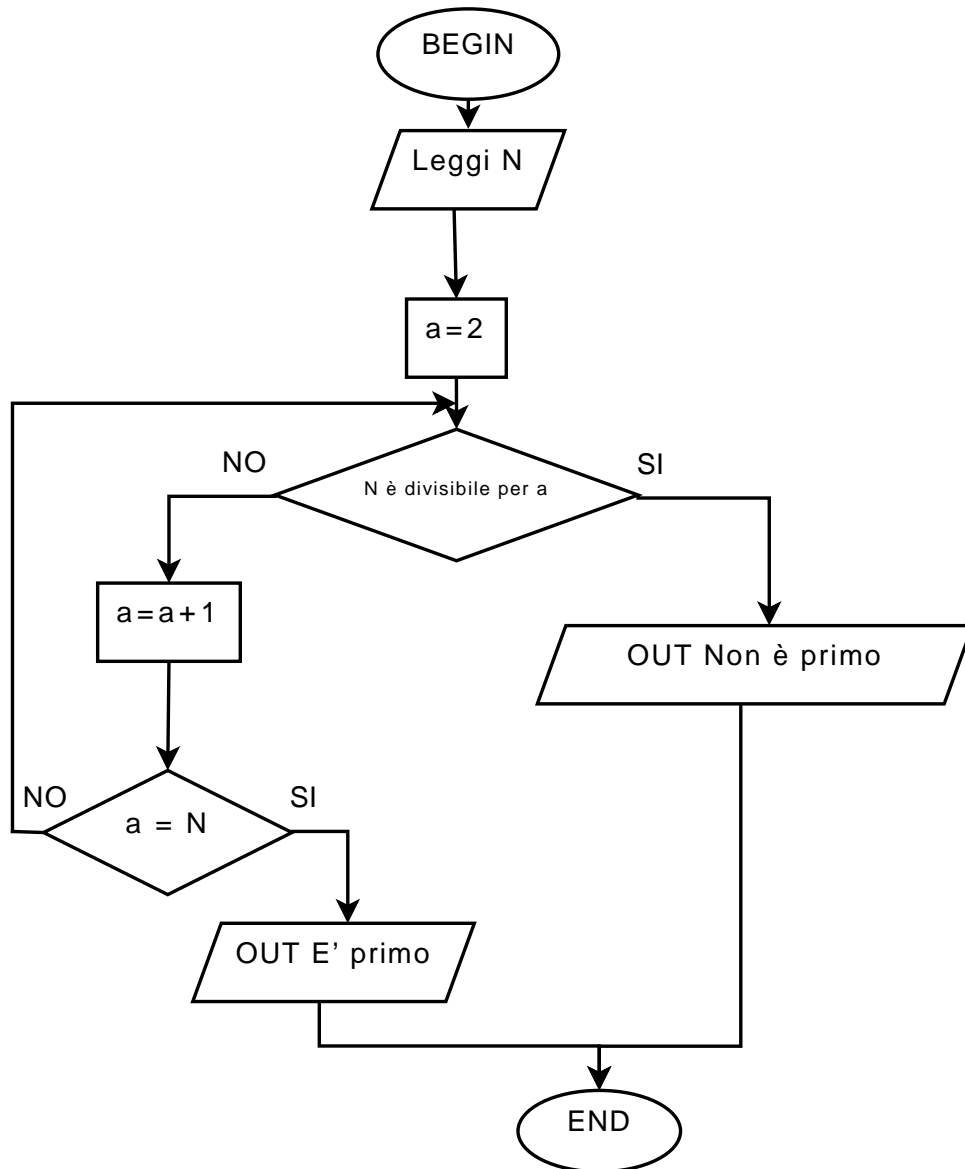 BEGIN
Leggi N
a=2
NO
N è divisibile per a
SI
a=a+1
OUT Non è primo
NO
a = N
SI
OUT E’ primo
END